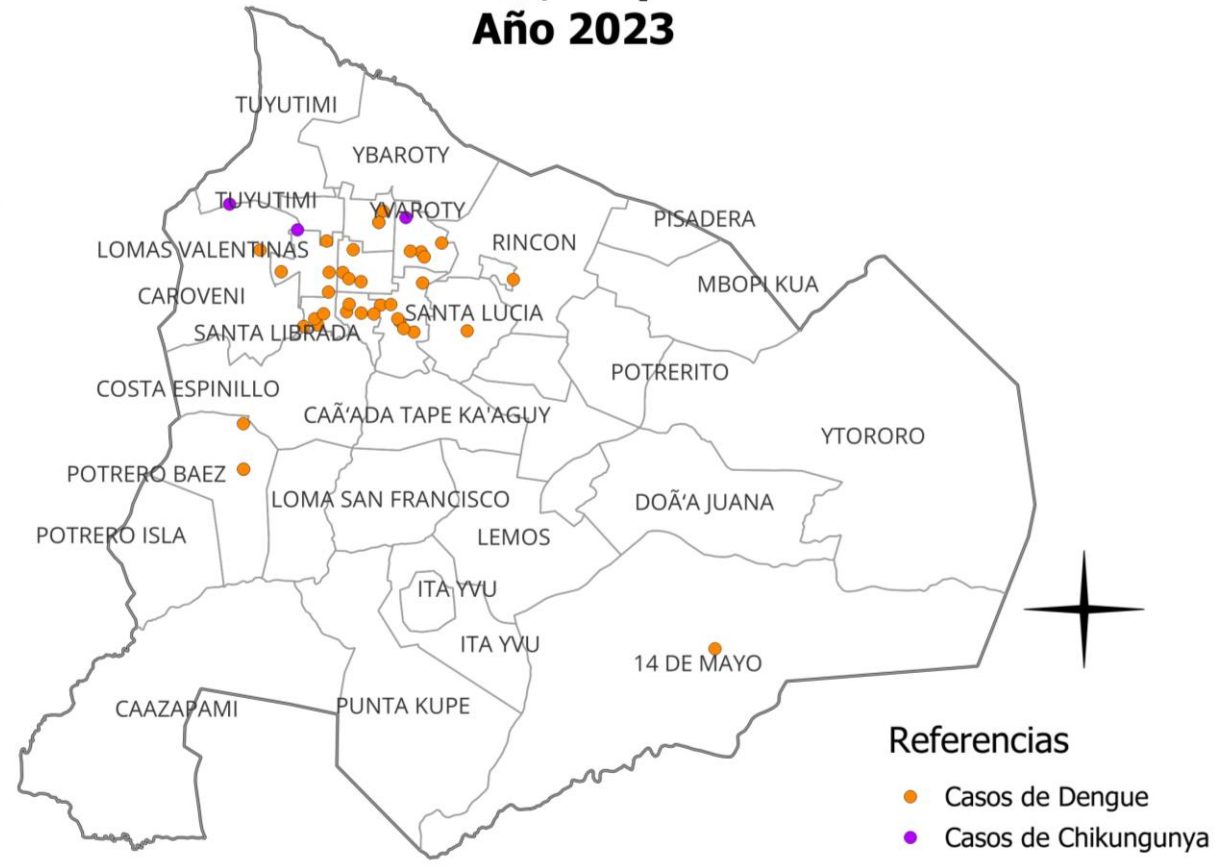 Año 2023
TUYUTIMI
YBAROTY
TUYUTIMI
YVAROTY
PISADERA
RINCON
LOMAS VALENTINAS
MBOPI KUA
CAROVENI
SANTA LUCIA
SANTA LIBRADA
POTRERITO
COSTA ESPINILLO
CAÃ'ADA TAPE KA'AGUY
YTORORO
POTRERO BAEZ
LOMA SAN FRANCISCO
DOÃ'A JUANA
POTRERO ISLA
LEMOS
ITA YVU
ITA YVU
14 DE MAYO
CAAZAPAMI
PUNTA KUPE
Referencias
Casos de Dengue
Casos de Chikungunya